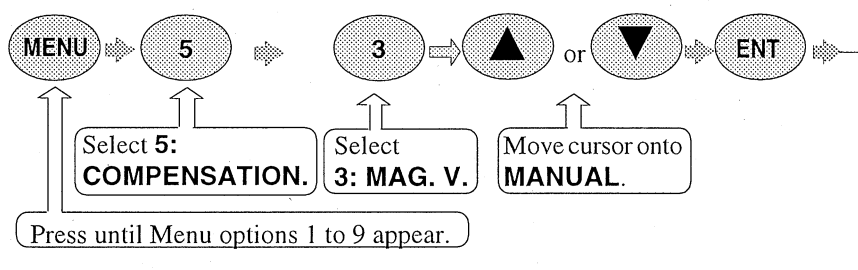 MENU 5 3 ▲ or ▼ ENT
Select 5:
COMPENSATION.
Select
3: MAG. V.
Move cursor onto
MANUAL.
Press until Menu options 1 to 9 appear.